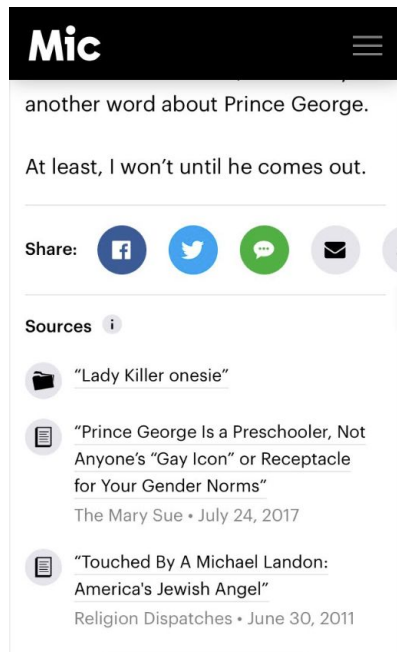 Mic
another word about Prince George.
At least, I won’t until he comes out.
Share:
Sources i
“Lady Killer onesie”
“Prince George Is a Preschooler, Not
Anyone’s “Gay Icon” or Receptacle
for Your Gender Norms”
The Mary Sue • July 24, 2017
“Touched By A Michael Landon:
America's Jewish Angel”
Religion Dispatches • June 30, 2011